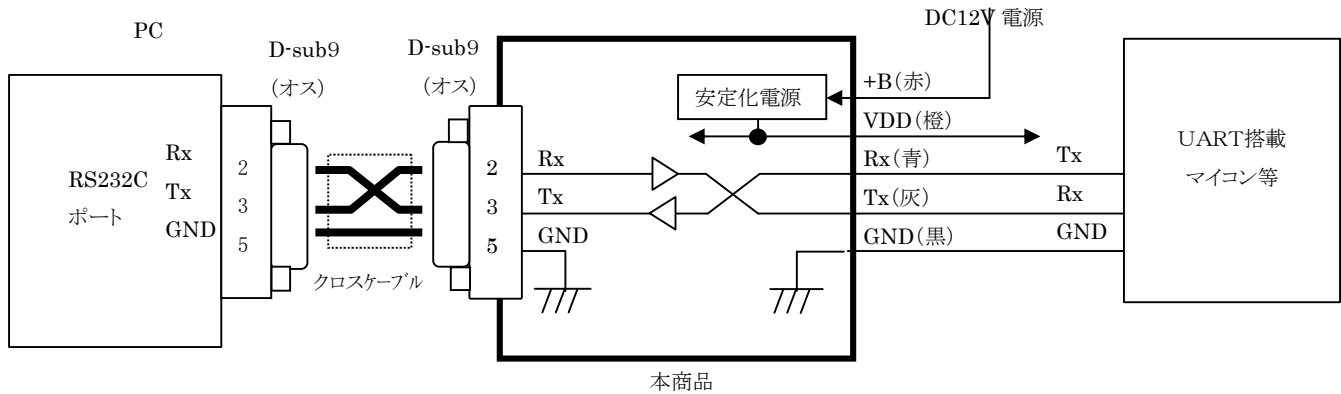 PC
D-sub9
(オス)
D-sub9
(オス)
DC12V 電源
RS232C
ポート
Rx
Tx
GND
2
3
5
クロスケーブル
2
3
5
Rx
Tx
GND
安定化電源
+B(赤)
VDD(橙)
Rx(青)
Tx(灰)
GND(黒)
Tx
Rx
GND
UART搭載
マイコン等
本商品